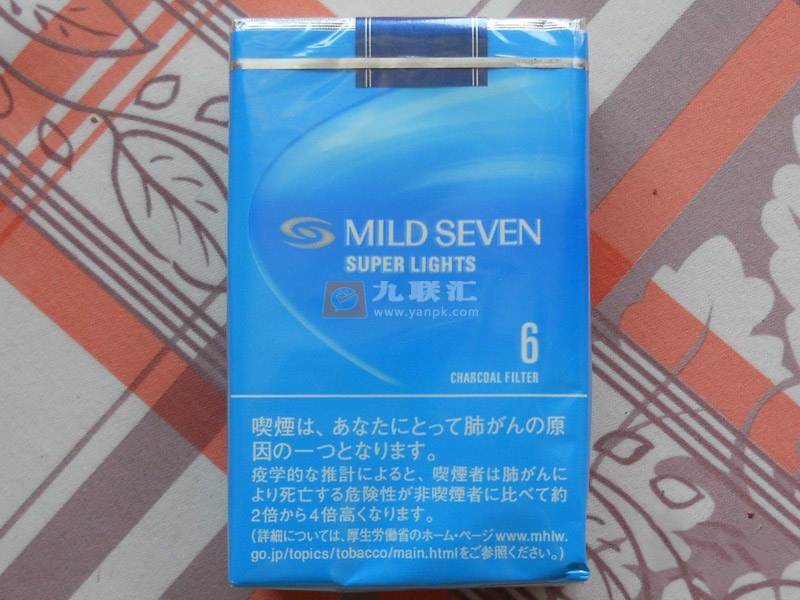 MILD SEVEN
SUPER LIGHTS
九联汇
www.yanpk.com
6
CHARCOAL FILTER
喫煙は、あなたにとって肺がんの原
因の一つとなります。
疫学的な推計によると、喫煙者は肺がんに
より死亡する危険性が非喫煙者に比べて約
2倍から4倍高くなります。
(詳細については、厚生労働省のホーム・ページwww.mhlw.
go.jp/topics/tobacco/main.htmlをご参照ください。)